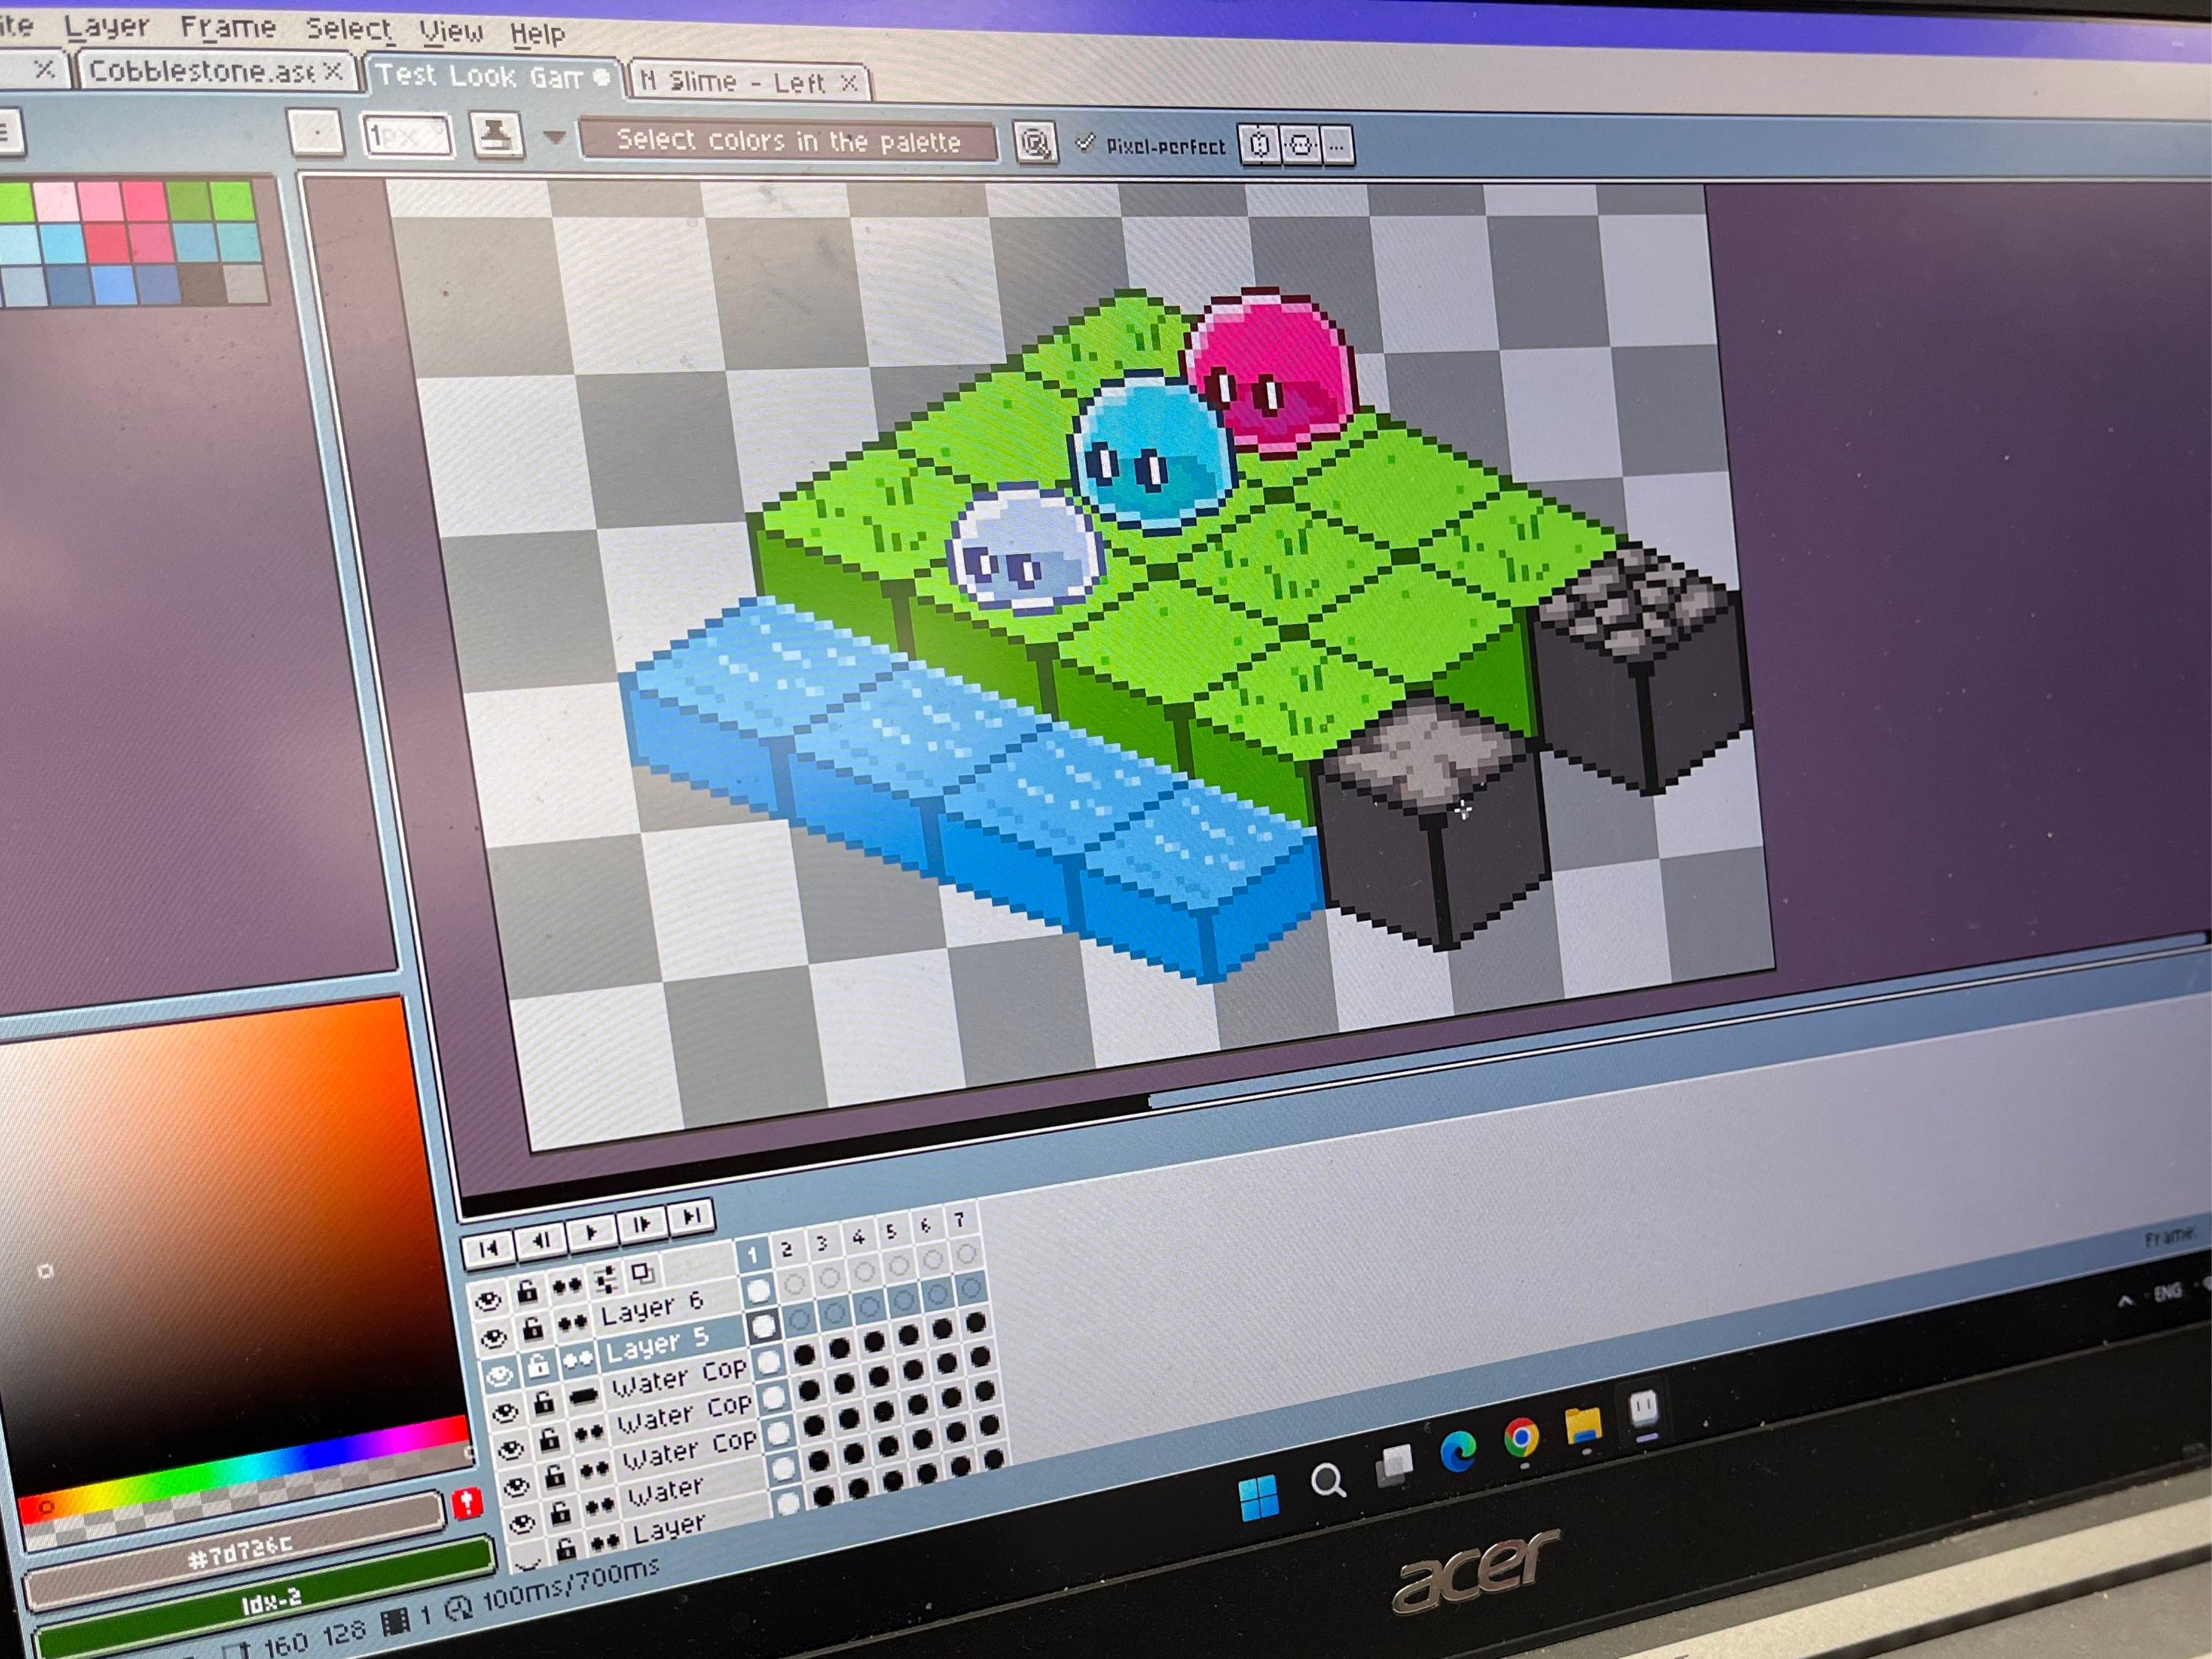 Layer Frame Select View Help
Cobblestone.ase Test Look Gam N Slime - Left
1px Select colors in the palette Pixel-perfect ...
1 2 3 4 5 6 7
Layer 6
Layer 5
Water Cop
Water Cop
Water Cop
Water
Layer
#7d726c
Idx-2
160 128 1 100ms/700ms
Frame:
ENG
acer